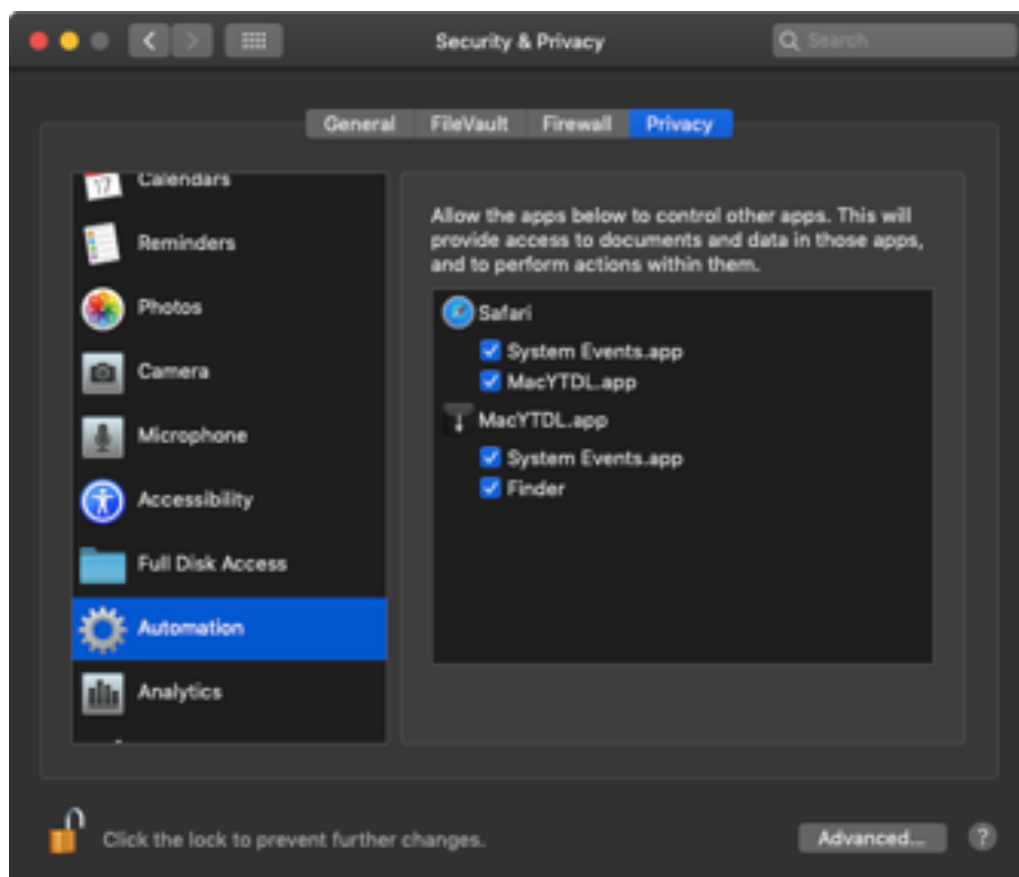 Security & Privacy
Search
General FileVault Firewall Privacy
17
Calendars
Reminders
Photos
Camera
Microphone
Accessibility
Full Disk Access
Automation
Analytics
Allow the apps below to control other apps. This will
provide access to documents and data in those apps,
and to perform actions within them.
Safari
System Events.app
MacYTDL.app
MacYTDL.app
System Events.app
Finder
Click the lock to prevent further changes.
Advanced...
?